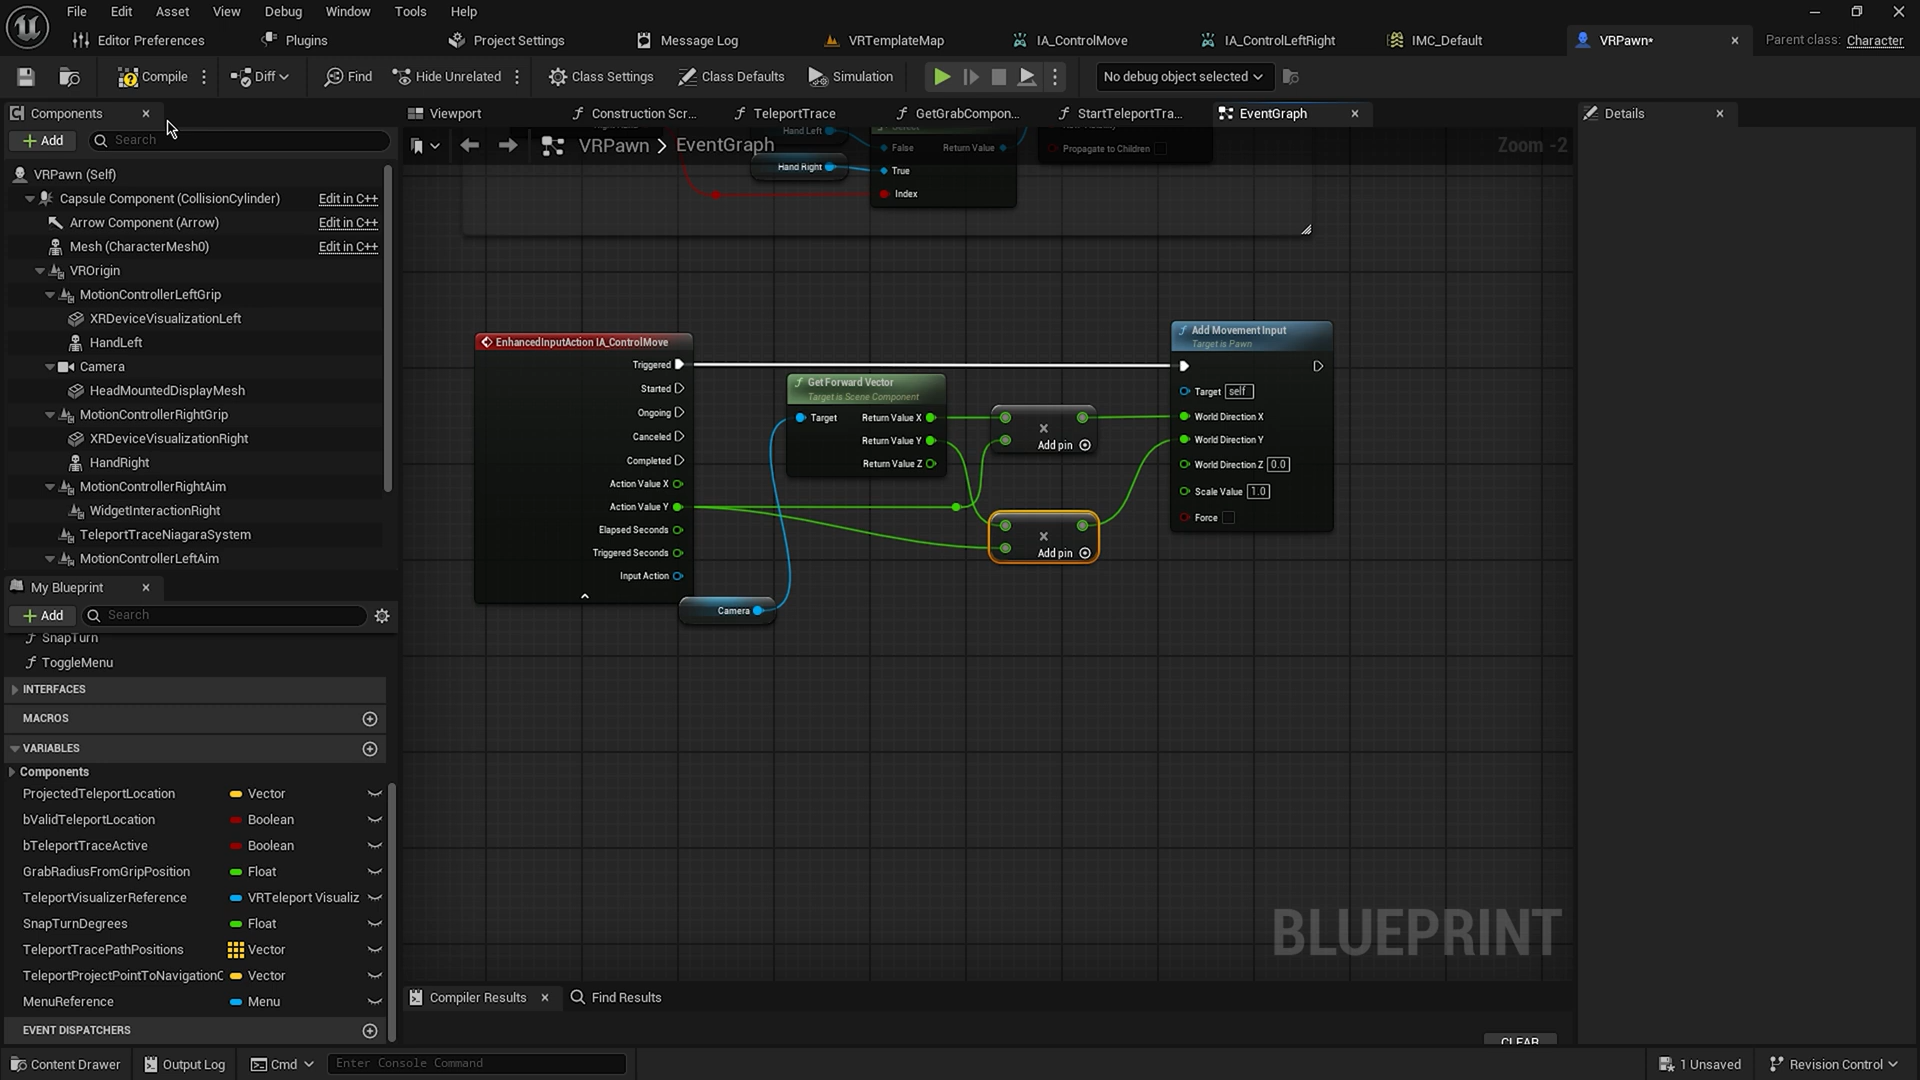 File Edit View Asset Debug Window Tools Help
Editor Preferences Plugins Project Settings Message Log VRTemplateMap IA_ControlMove IA_ControlLeftRight IMC_Default VRPawn* Parent class: Character
Compile Diff Find Hide Unrelated Class Settings Class Defaults Simulation No debug object selected
Components
Add Search
VRPawn (Self)
Capsule Component (CollisionCylinder) Edit in C++
Arrow Component (Arrow) Edit in C++
Mesh (CharacterMesh0) Edit in C++
VROrigin
MotionControllerLeftGrip
XRDeviceVisualizationLeft
HandLeft
Camera
HeadMountedDisplayMesh
MotionControllerRightGrip
XRDeviceVisualizationRight
HandRight
MotionControllerRightAim
WidgetInteractionRight
TeleportTraceNiagaraSystem
MotionControllerLeftAim
My Blueprint
Add Search
SnapTurn
ToggleMenu
INTERFACES
MACROS
VARIABLES
Components
ProjectedTeleportLocation Vector
bValidTeleportLocation Boolean
bTeleportTraceActive Boolean
GrabRadiusFromGripPosition Float
TeleportVisualizerReference VRTeleport Visualiz
SnapTurnDegrees Float
TeleportTracePathPositions Vector
TeleportProjectPointToNavigationC Vector
MenuReference Menu
EVENT DISPATCHERS
Viewport Construction Scr... TeleportTrace GetGrabCompon... StartTeleportTra... EventGraph
VRPawn > EventGraph
Zoom -2
Hand Left
Hand Right
False Return Value
True
Index
Propagate to Children
EnhancedInputAction IA_ControlMove
Triggered
Started
Ongoing
Canceled
Completed
Action Value X
Action Value Y
Elapsed Seconds
Triggered Seconds
Input Action
Camera
Get Forward Vector
Target is Scene Component
Target Return Value X
Return Value Y
Return Value Z
Add pin
Add pin
Add Movement Input
Target is Pawn
Target self
World Direction X
World Direction Y
World Direction Z 0.0
Scale Value 1.0
Force
BLUEPRINT
Compiler Results Find Results
CLEAR
Details
Content Drawer Output Log Cmd Enter Console Command 1 Unsaved Revision Control